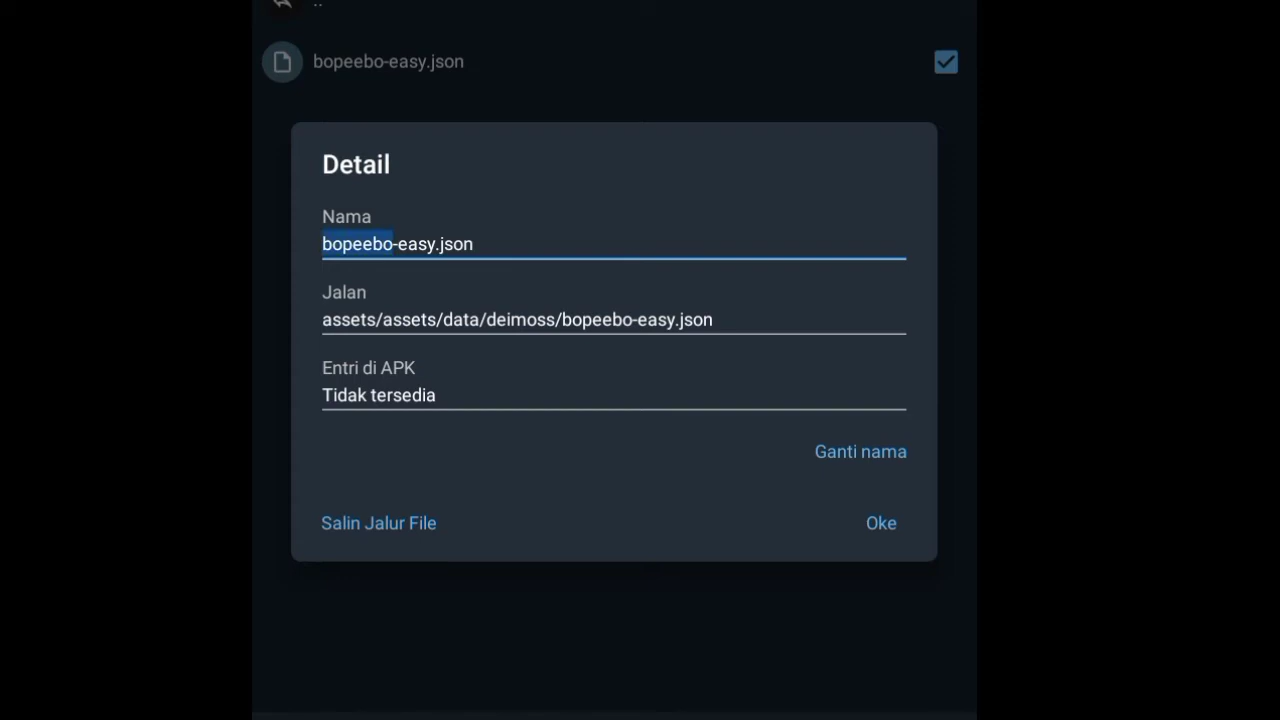 ..
bopeebo-easy.json
Detail
Nama
bopeebo-easy.json
Jalan
assets/assets/data/deimoss/bopeebo-easy.json
Entri di APK
Tidak tersedia
Ganti nama
Salin Jalur File
Oke